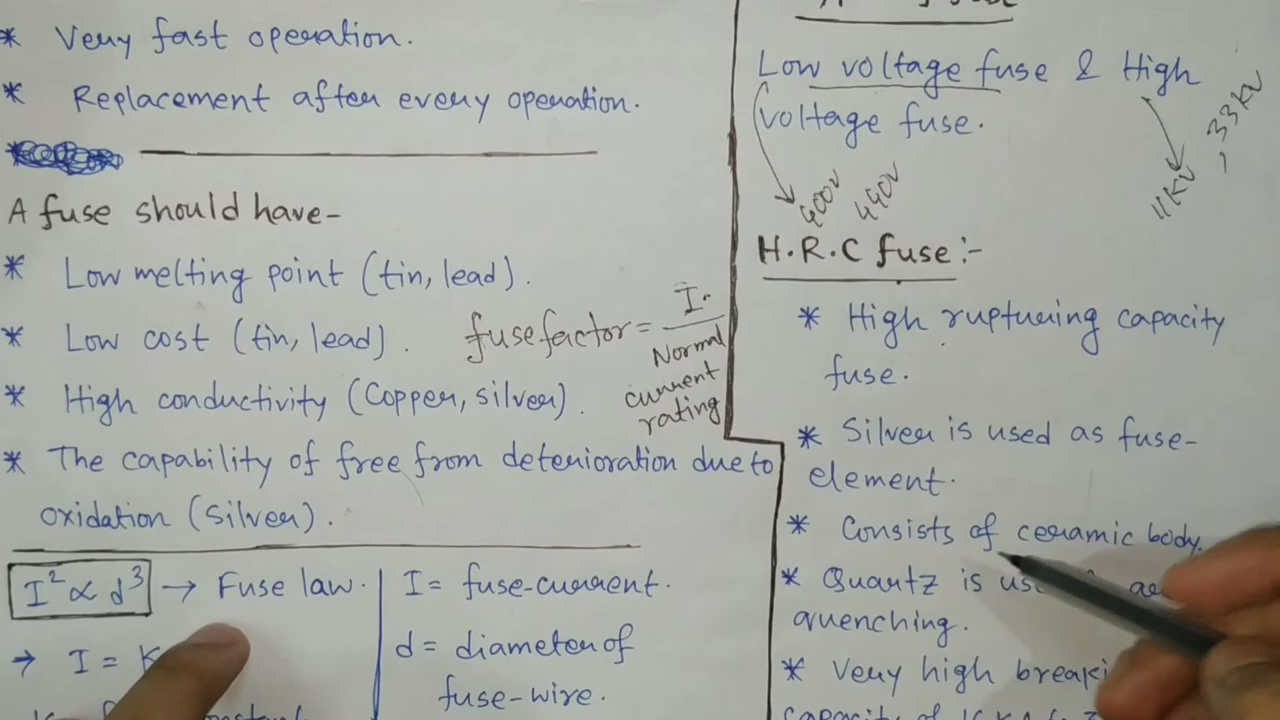 * Very fast operation.
* Replacement after every operation.
A fuse should have-
* Low melting point (tin, lead).
* Low cost (tin, lead).
fuse factor = I
Normal
current
rating
* High conductivity (Copper, silver).
* The capability of free from deterioration due to
oxidation (silver).
I² ∝ d³ → Fuse law.
→ I = K
I = fuse-current.
d = diameter of
fuse-wire.
Low voltage fuse & High
voltage fuse.
400V 440V
11KV, 33KV
H.R.C fuse:-
* High rupturing capacity
fuse.
* Silver is used as fuse-
element.
* Consists of ceramic body.
* Quartz is
quenching.
* Very high
capacity of